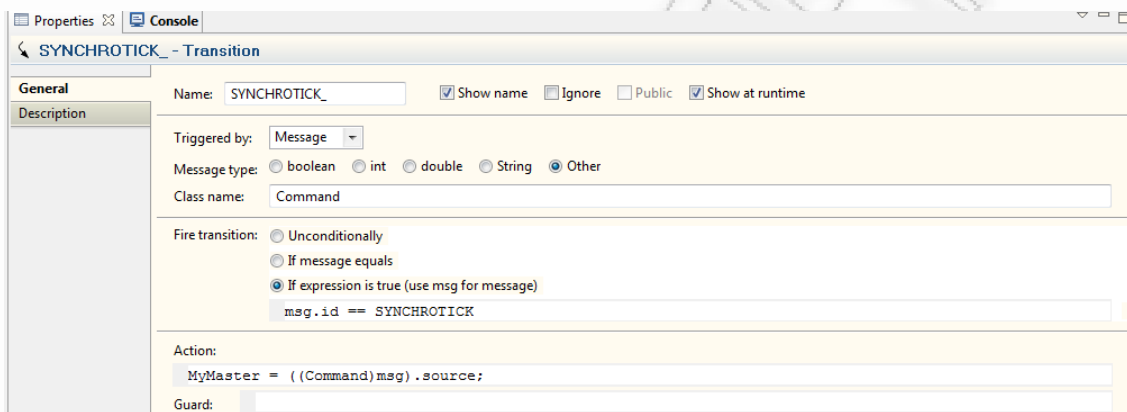 Properties Console
SYNCHROTICK_ - Transition
General
Description
Name: SYNCHROTICK_ Show name Ignore Public Show at runtime
Triggered by: Message
Message type: boolean int double String Other
Class name: Command
Fire transition: Unconditionally
If message equals
If expression is true (use msg for message)
msg.id == SYNCHROTICK
Action:
MyMaster = ((Command)msg).source;
Guard: